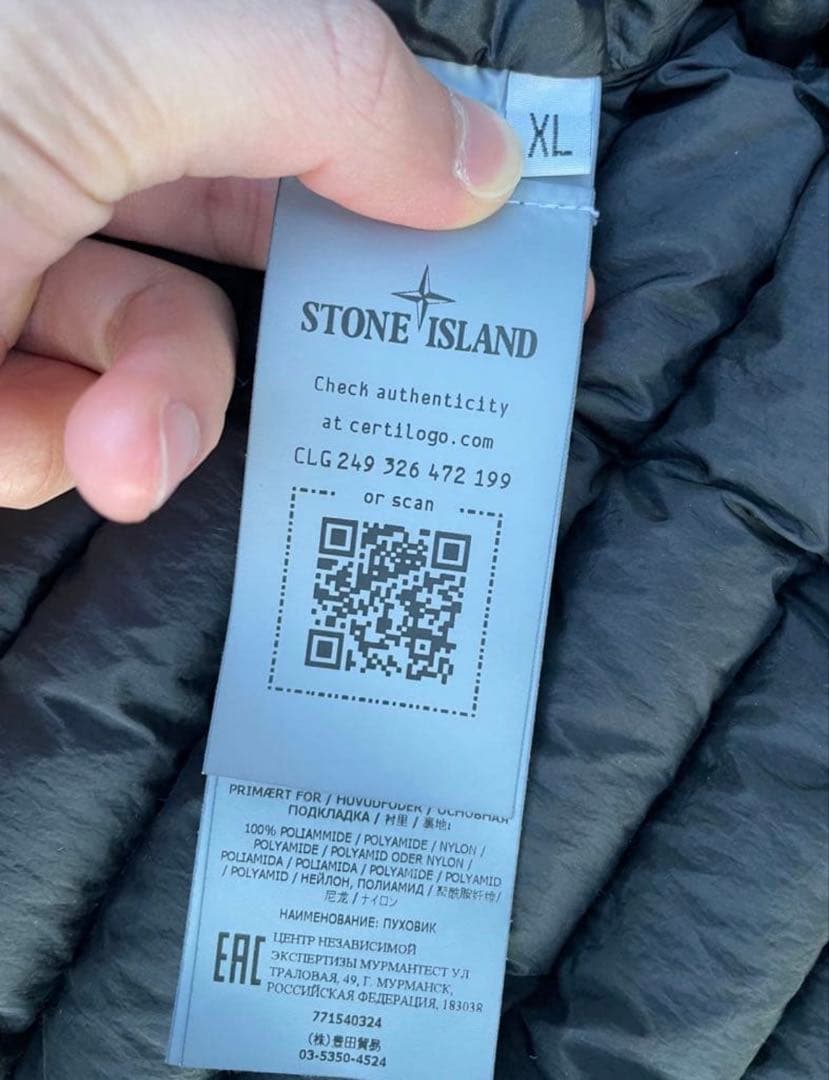 XL
STONE ISLAND
Check authenticity
at certilogo.com
CLG 249 326 472 199
or scan
PRIMÆRT FOR / HUVUDFODER / ОСНОВНАЯ
ПОДКЛАДКА / 衬里 / 裏地:
100% POLIAMMIDE / POLYAMIDE / NYLON /
POLYAMIDE / POLYAMID ODER NYLON /
POLIAMIDA / POLIAMIDA / POLYAMIDE / POLYAMID
/ POLYAMID / НЕЙЛОН, ПОЛИАМИД / 聚酰胺纤维/
尼龙 / ナイロン
НАИМЕНОВАНИЕ: ПУХОВИК
EAC
ЦЕНТР НЕЗАВИСИМОЙ
ЭКСПЕРТИЗЫ МУРМАНТЕСТ УЛ
ТРАЛОВАЯ, 49, Г. МУРМАНСК,
РОССИЙСКАЯ ФЕДЕРАЦИЯ, 183038
771540324
(株)豊田貿易
03-5350-4524